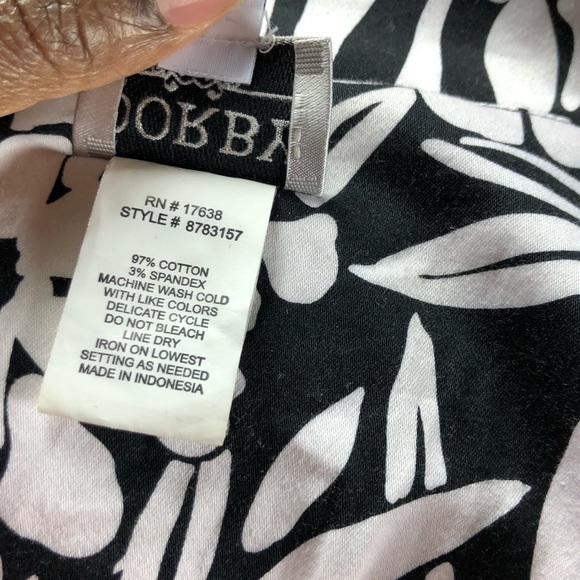 RN # 17638
STYLE # 8783157
97% COTTON
3% SPANDEX
MACHINE WASH COLD
WITH LIKE COLORS
DELICATE CYCLE
DO NOT BLEACH
LINE DRY
IRON ON LOWEST
SETTING AS NEEDED
MADE IN INDONESIA